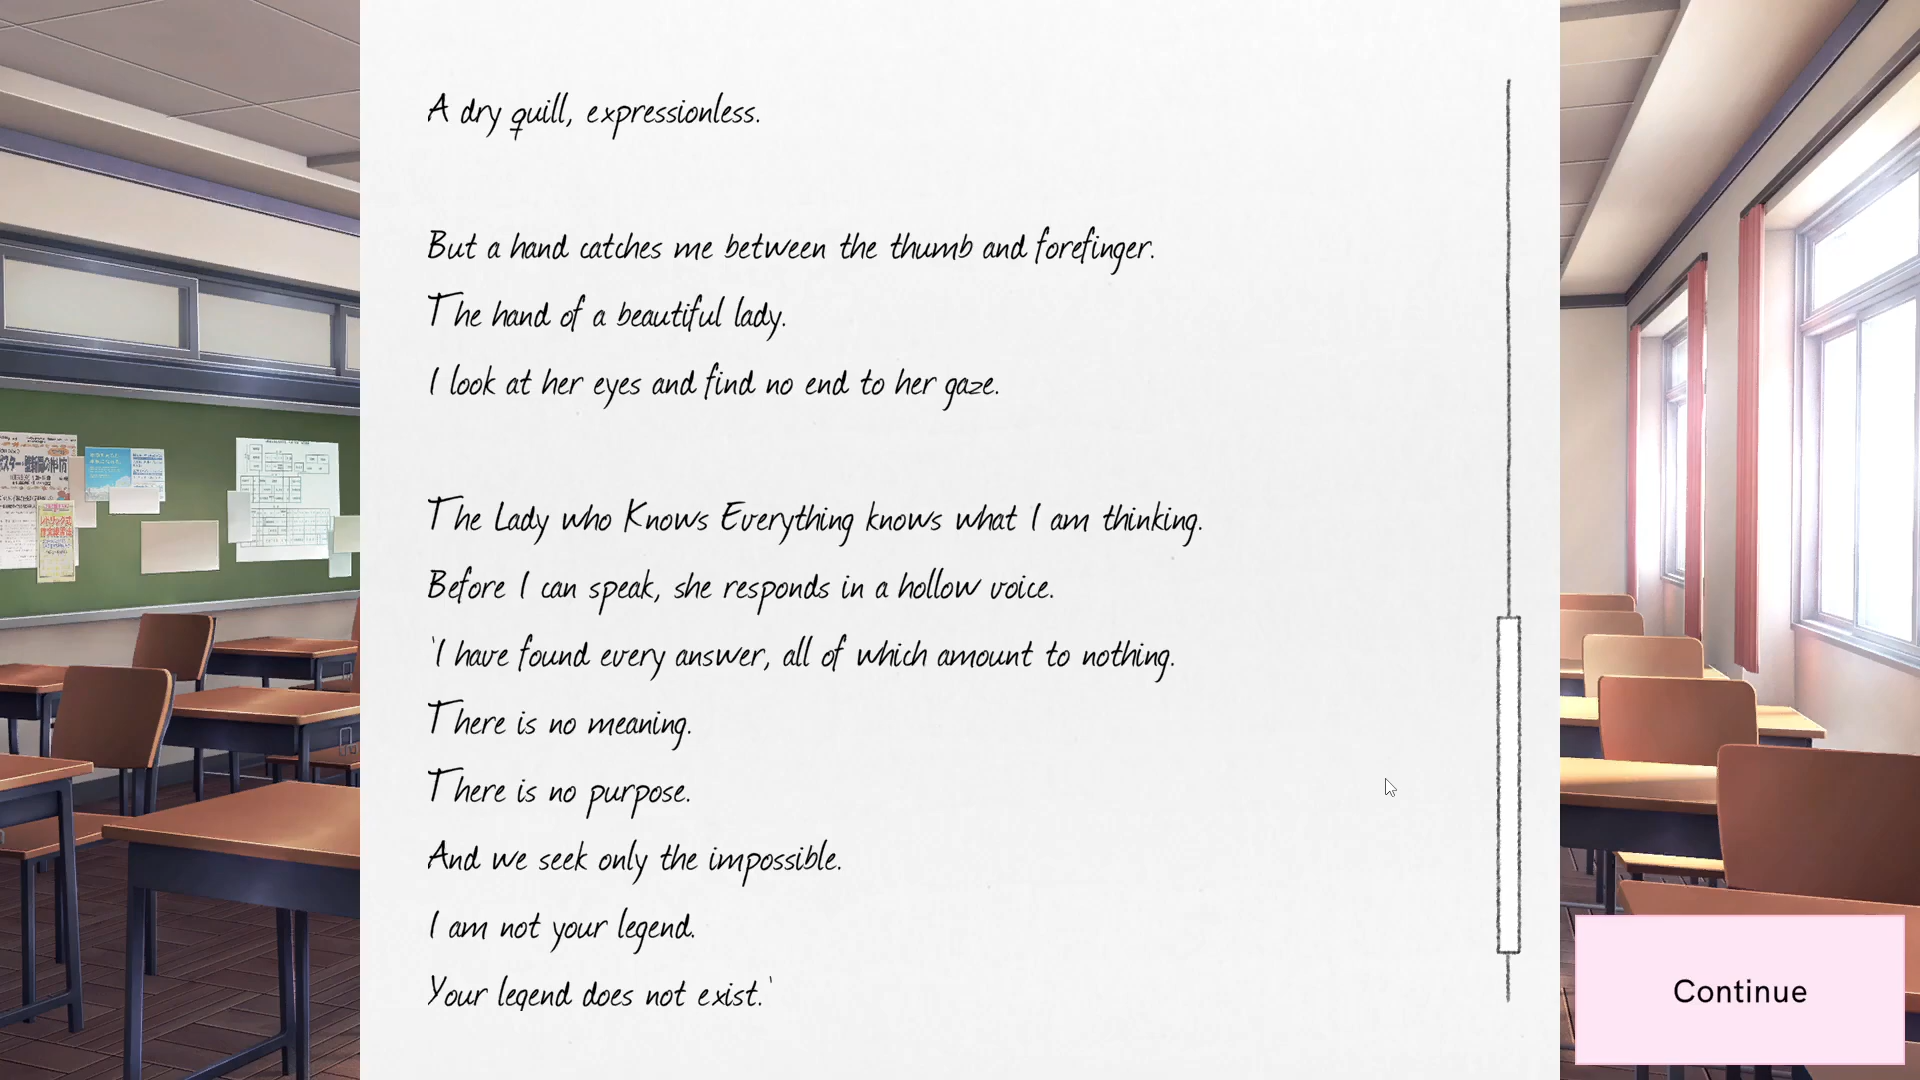 A dry quill, expressionless.
But a hand catches me between the thumb and forefinger.
The hand of a beautiful lady.
I look at her eyes and find no end to her gaze.
The Lady who Knows Everything knows what I am thinking.
Before I can speak, she responds in a hollow voice.
'I have found every answer, all of which amount to nothing.
There is no meaning.
There is no purpose.
And we seek only the impossible.
I am not your legend.
Your legend does not exist.'
Continue